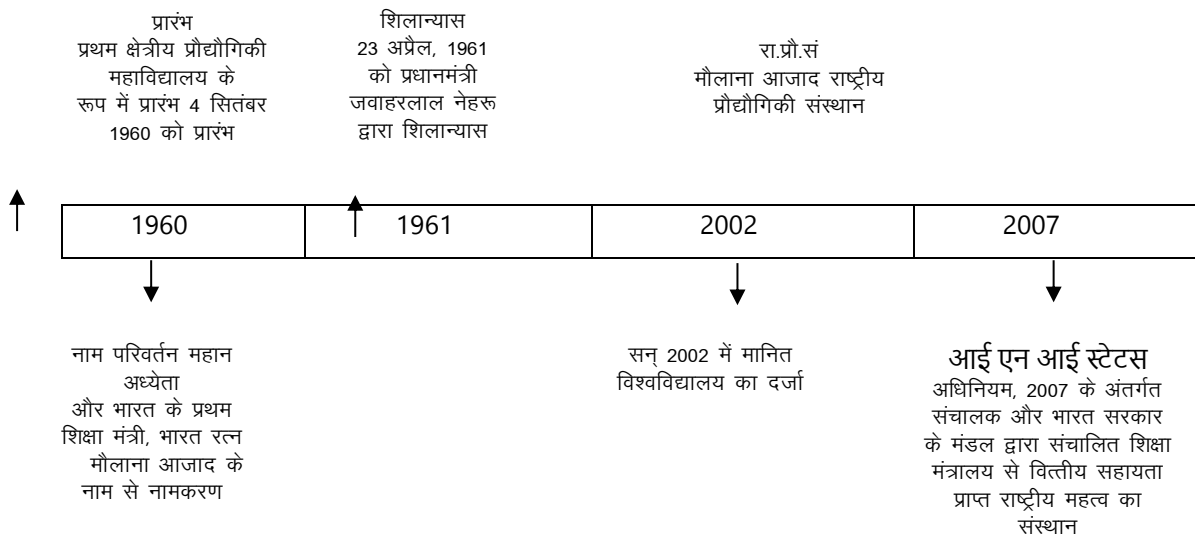 प्रारंभ
प्रथम क्षेत्रीय प्रौद्यौगिकी
महाविद्यालय के
रूप में प्रारंभ 4 सितंबर
1960 को प्रारंभ
शिलान्यास
23 अप्रैल, 1961
को प्रधानमंत्री
जवाहरलाल नेहरू
द्वारा शिलान्यास
रा.प्रौ.सं
मौलाना आजाद राष्ट्रीय
प्रौद्यौगिकी संस्थान
1960
1961
2002
2007
नाम परिवर्तन महान
अध्येता
और भारत के प्रथम
शिक्षा मंत्री, भारत रत्न
मौलाना आजाद के
नाम से नामकरण
सन् 2002 में मानित
विश्वविद्यालय का दर्जा
आई एन आई स्टेटस
अधिनियम, 2007 के अंतर्गत
संचालक और भारत सरकार
के मंडल द्वारा संचालित शिक्षा
मंत्रालय से वित्तीय सहायता
प्राप्त राष्ट्रीय महत्व का
संस्थान